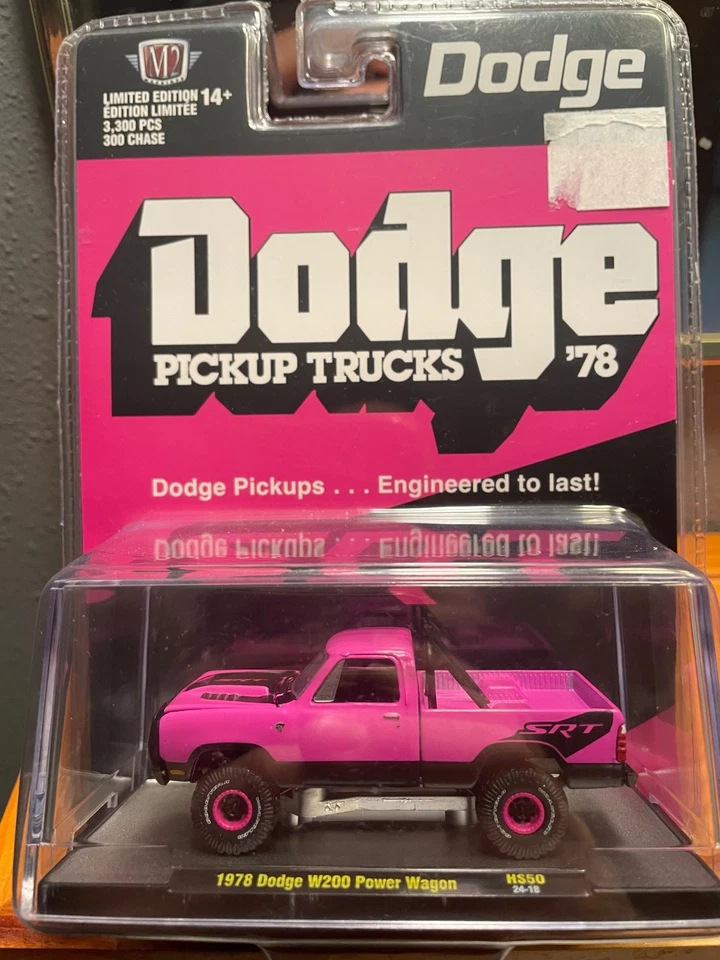 M2
MACHINES
LIMITED EDITION 14+
ÉDITION LIMITÉE
3,300 PCS
300 CHASE
Dodge
Dodge
PICKUP TRUCKS '78
Dodge Pickups . . . Engineered to last!
SRT
1978 Dodge W200 Power Wagon HS50
24-18